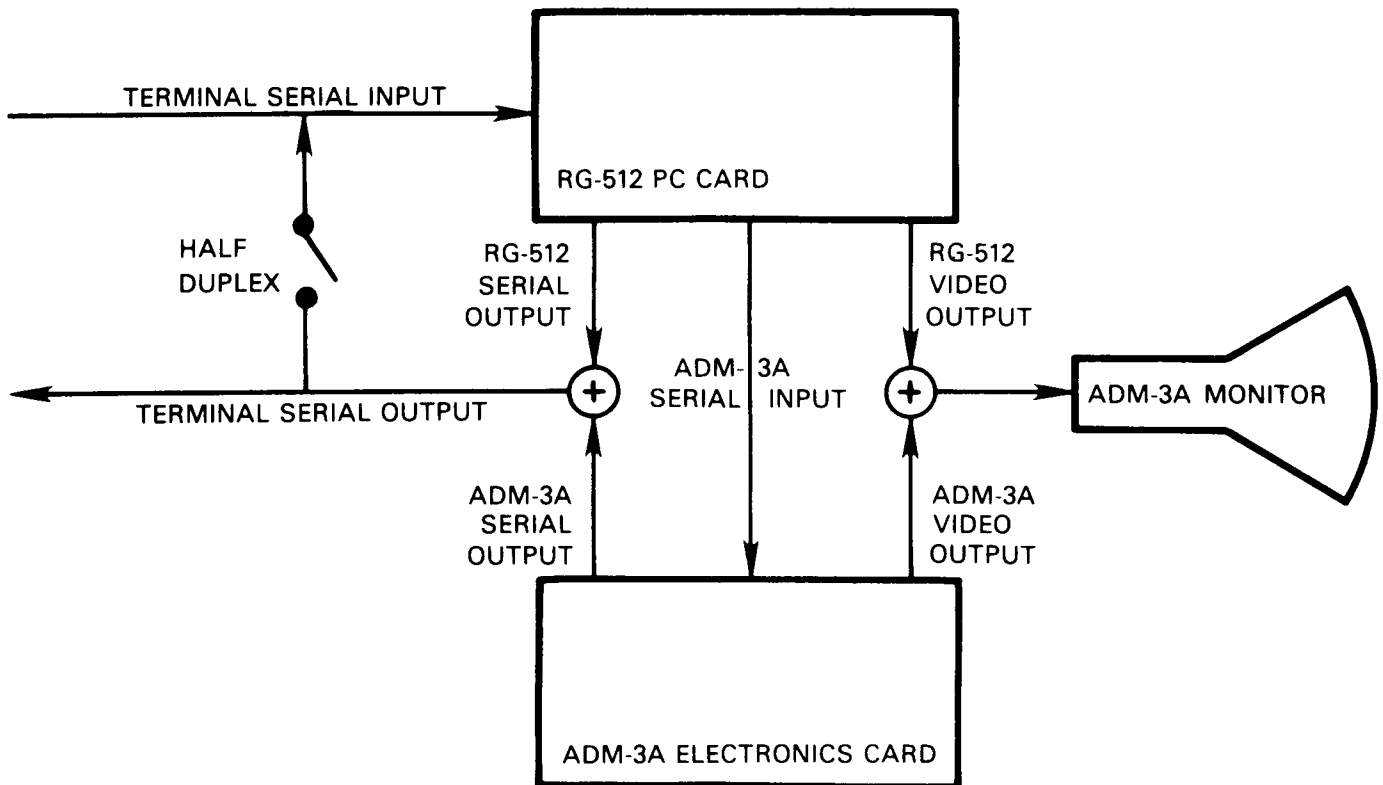 TERMINAL SERIAL INPUT
RG-512 PC CARD
HALF
DUPLEX
RG-512
SERIAL
OUTPUT
RG-512
VIDEO
OUTPUT
ADM-3A
SERIAL INPUT
+
+
ADM-3A MONITOR
TERMINAL SERIAL OUTPUT
ADM-3A
SERIAL
OUTPUT
ADM-3A
VIDEO
OUTPUT
ADM-3A ELECTRONICS CARD